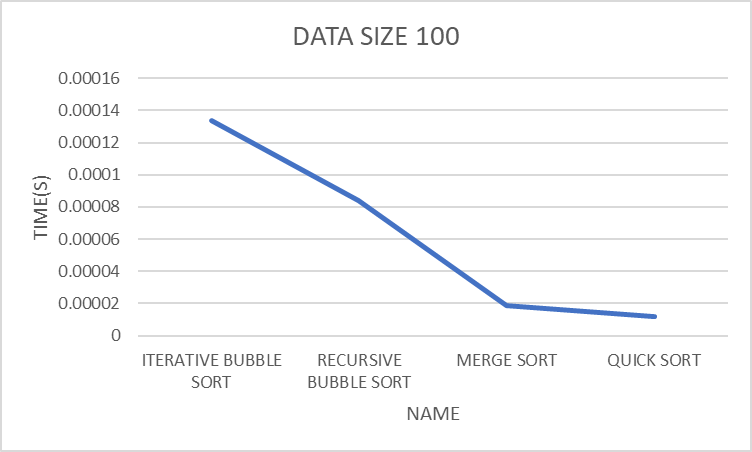 DATA SIZE 100
0.00016
0.00014
0.00012
0.0001
0.00008
0.00006
0.00004
0.00002
0
TIME(S)
ITERATIVE BUBBLE
SORT
RECURSIVE
BUBBLE SORT
MERGE SORT
QUICK SORT
NAME